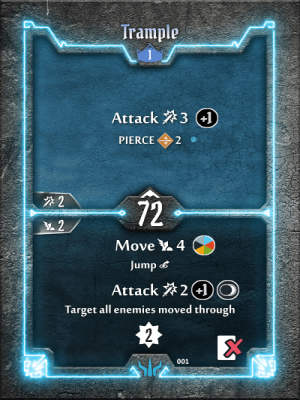 Trample
1
Attack 3 +1
PIERCE 2
2
72
2
Move 4
Jump
Attack 2 +1
Target all enemies moved through
2
001